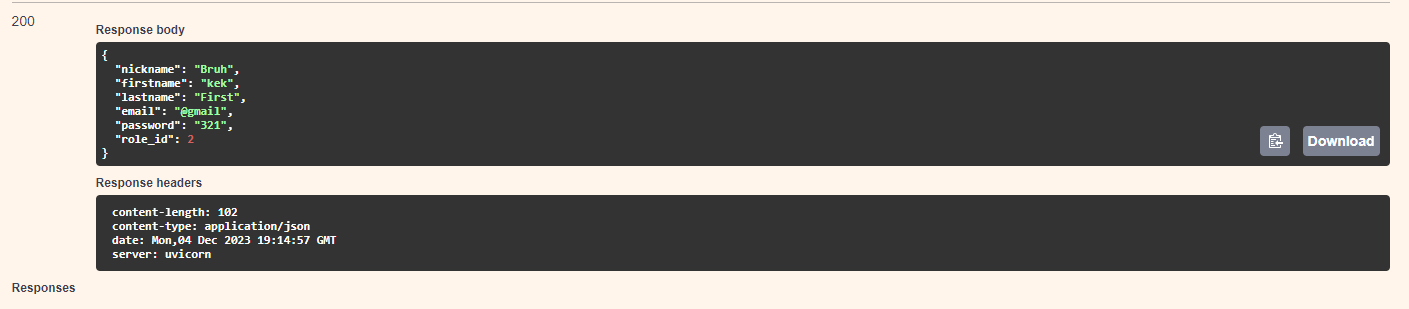 200
Response body
{
  "nickname": "Bruh",
  "firstname": "kek",
  "lastname": "First",
  "email": "@gmail",
  "password": "321",
  "role_id": 2
}
Download
Response headers
content-length: 102
content-type: application/json
date: Mon,04 Dec 2023 19:14:57 GMT
server: uvicorn
Responses